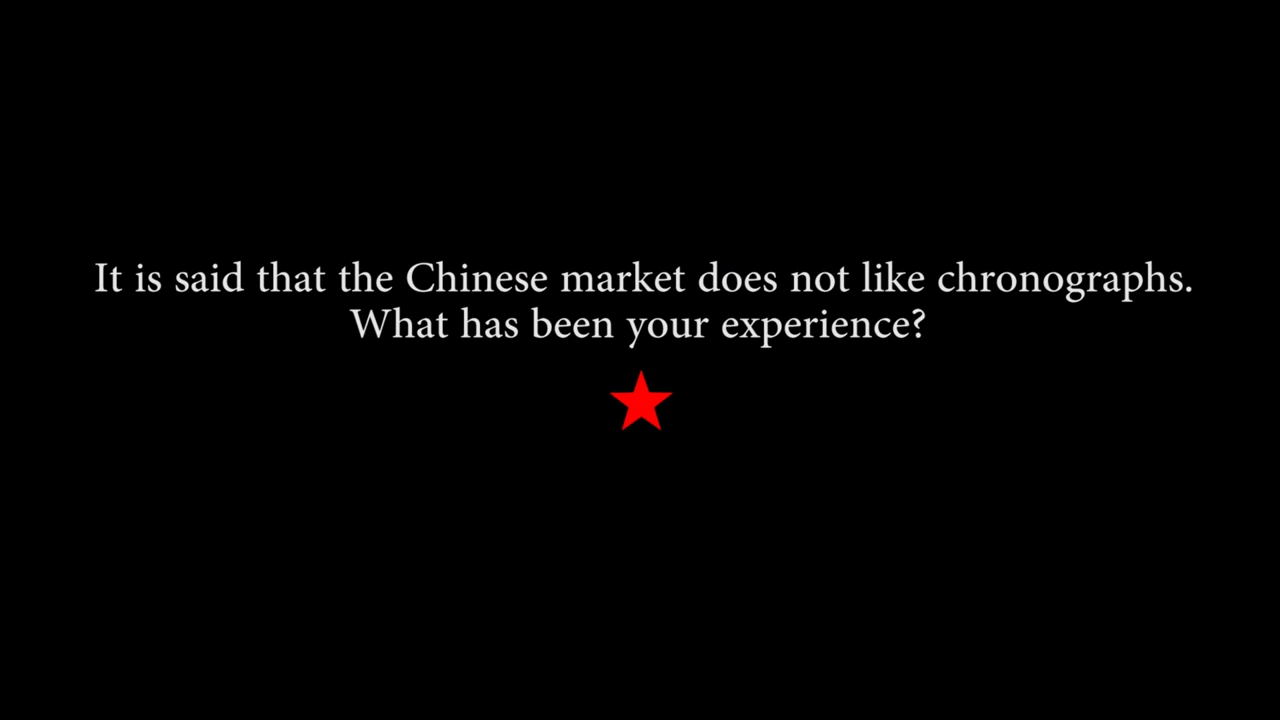 It is said that the Chinese market does not like chronographs.
What has been your experience?